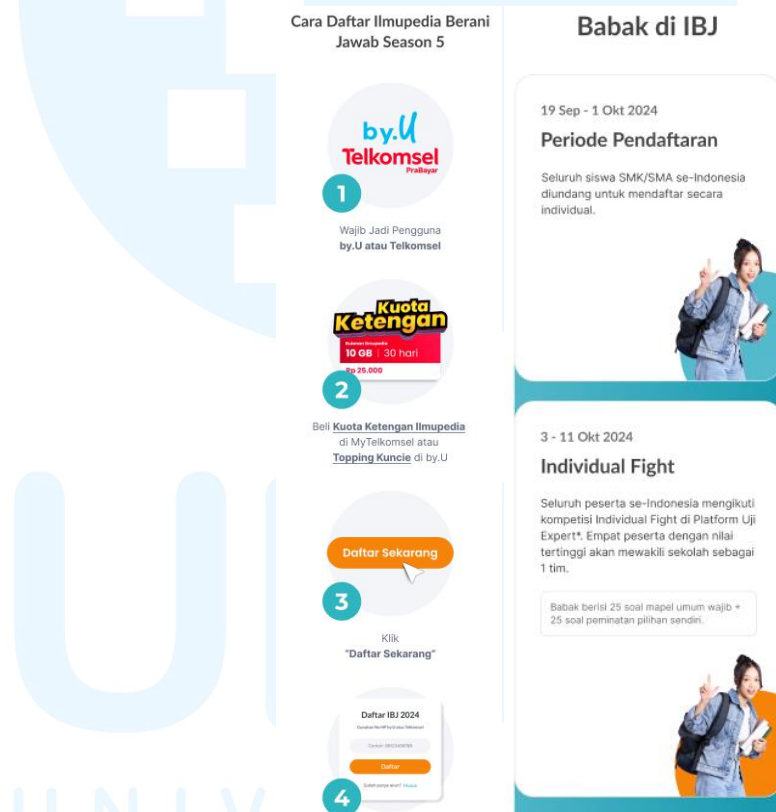 Cara Daftar Ilmupedia Berani
Jawab Season 5
by.U
Telkomsel
PraBayar
1
Wajib Jadi Pengguna
by.U atau Telkomsel
Kuota
Ketengan
10 GB | 30 hari
Rp 25.000
2
Beli Kuota Ketengan Ilmupedia
di MyTelkomsel atau
Topping Kuncie di by.U
Daftar Sekarang
3
Klik
"Daftar Sekarang"
Daftar IBJ 2024
Daftar
4
Babak di IBJ
19 Sep - 1 Okt 2024
Periode Pendaftaran
Seluruh siswa SMK/SMA se-Indonesia
diundang untuk mendaftar secara
individual.
3 - 11 Okt 2024
Individual Fight
Seluruh peserta se-Indonesia mengikuti
kompetisi Individual Fight di Platform Uji
Expert*. Empat peserta dengan nilai
tertinggi akan mewakili sekolah sebagai
1 tim.
Babak berisi 25 soal mapel umum wajib +
25 soal peminatan pilihan sendiri.